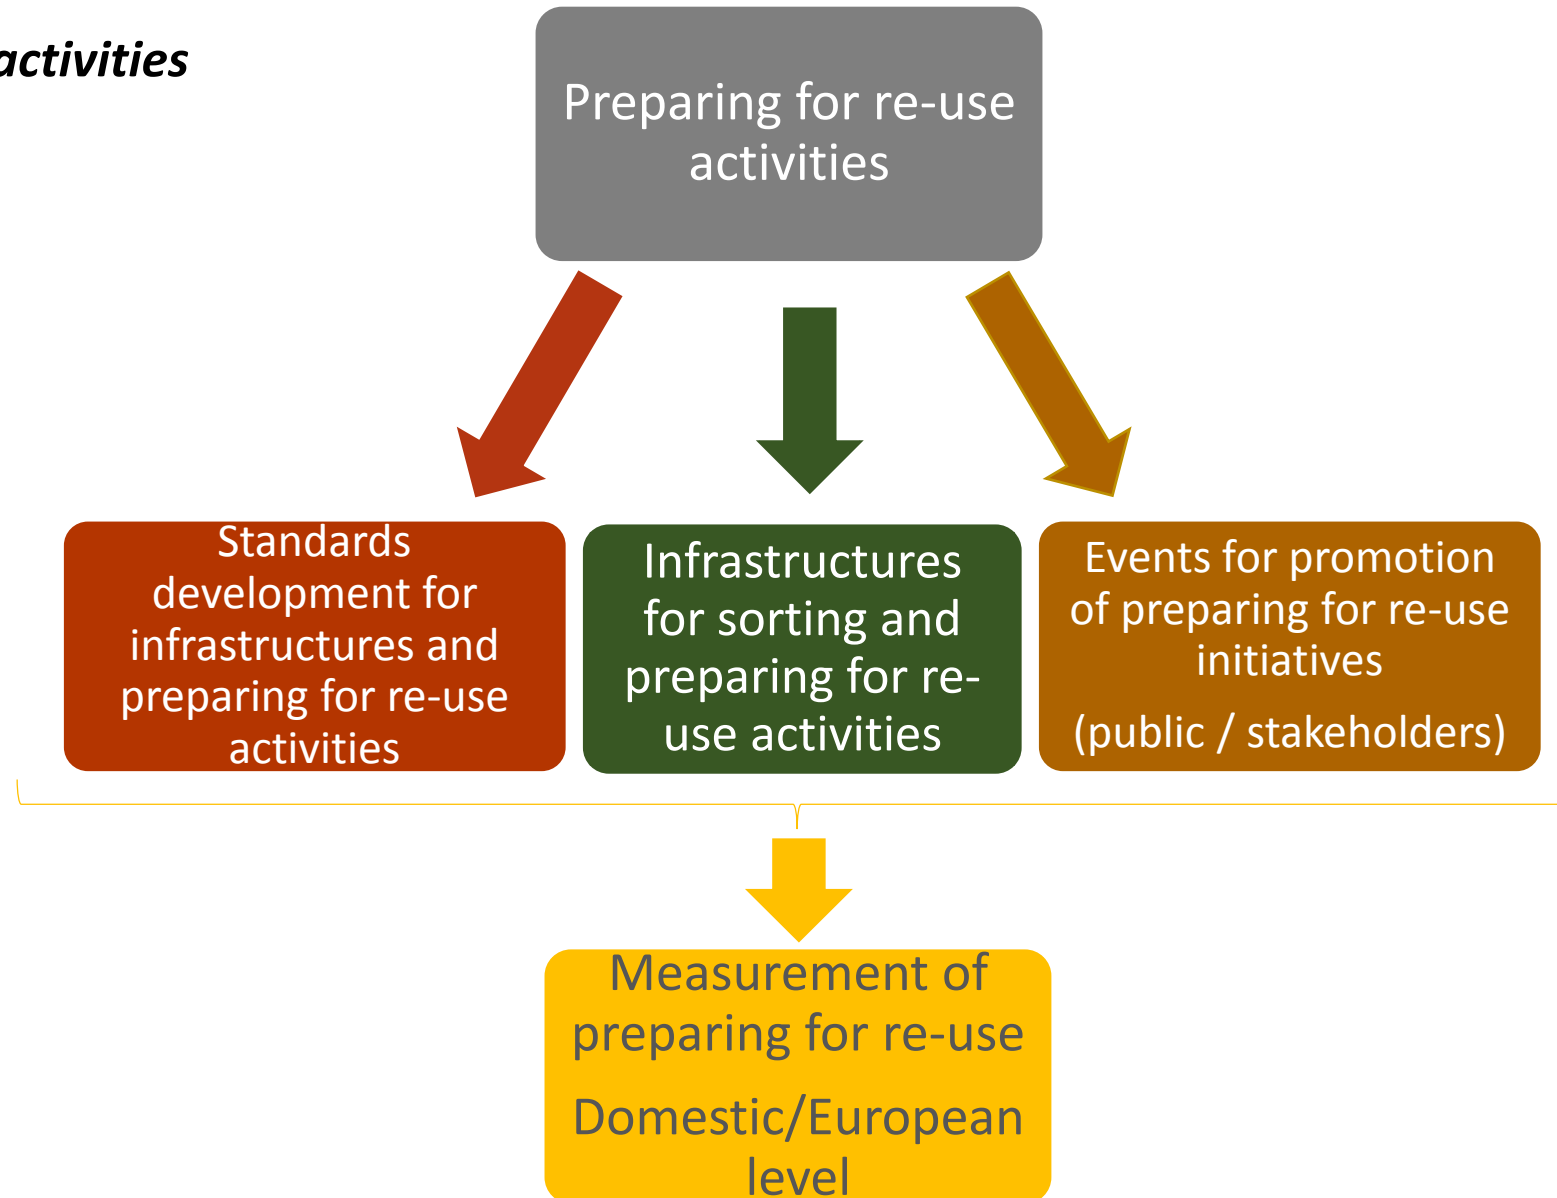 activities
Preparing for re-use
activities
Standards
development for
infrastructures and
preparing for re-use
activities
Infrastructures
for sorting and
preparing for re-
use activities
Events for promotion
of preparing for re-use
initiatives
(public / stakeholders)
Measurement of
preparing for re-use
Domestic/European
level